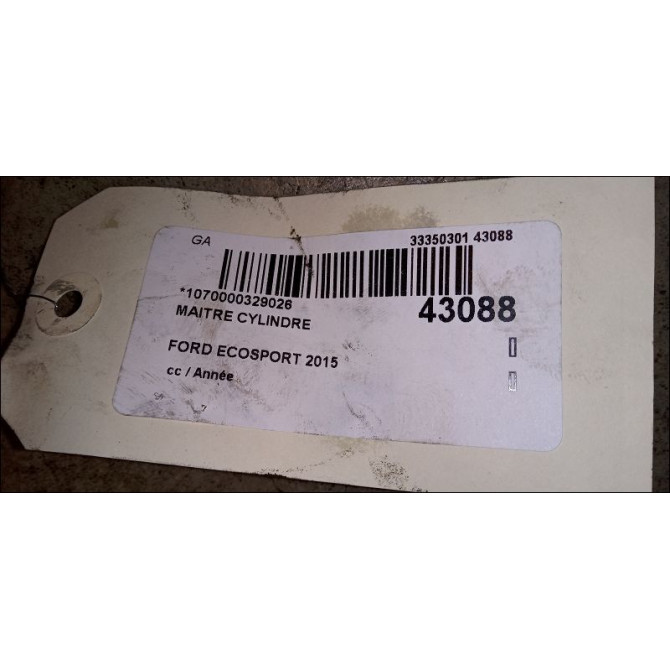 GA
33350301 43088
*1070000329026
43088
MAITRE CYLINDRE
FORD ECOSPORT 2015
cc / Année